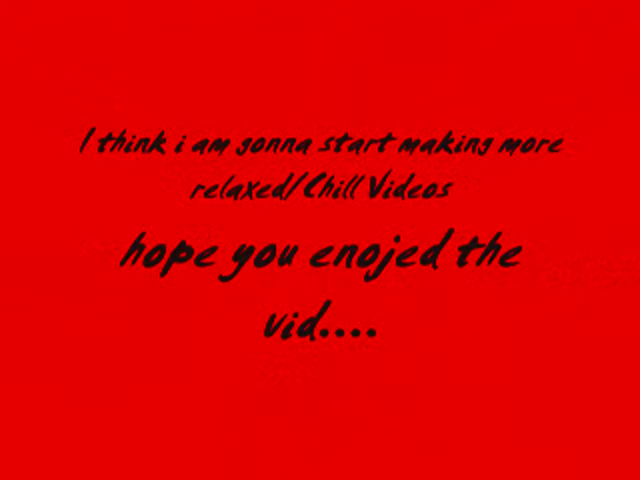 I think i am gonna start making more
relaxed/Chill Videos
hope you enojed the
vid....